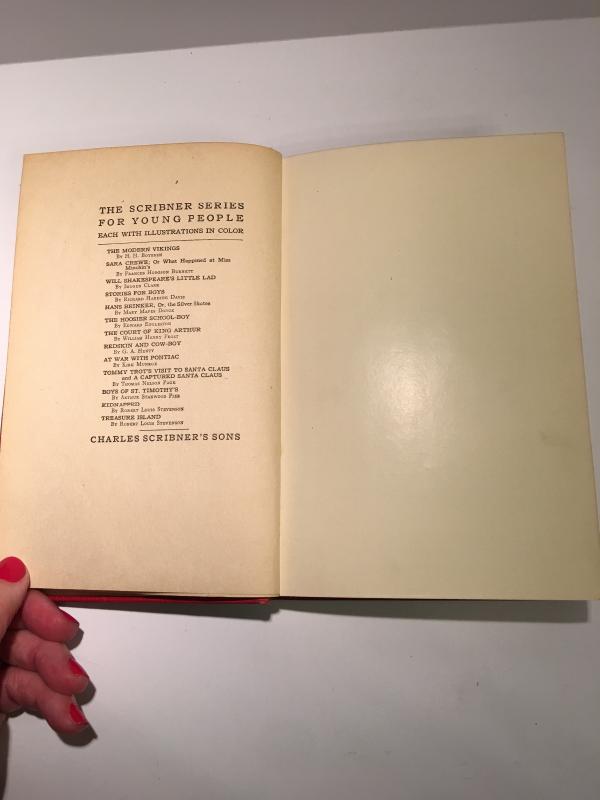 THE SCRIBNER SERIES
FOR YOUNG PEOPLE
EACH WITH ILLUSTRATIONS IN COLOR
THE MODERN VIKINGS
By H. H. Boyesen
SARA CREWE; Or What Happened at Miss
Minchin's
By Frances Hodgson Burnett
WILL SHAKESPEARE'S LITTLE LAD
By Imogen Clark
STORIES FOR BOYS
By Richard Harding Davis
HANS BRINKER, Or, the Silver Skates
By Mary Mapes Dodge
THE HOOSIER SCHOOL-BOY
By Edward Eggleston
THE COURT OF KING ARTHUR
By William Henry Frost
REDSKIN AND COW-BOY
By G. A. Henty
AT WAR WITH PONTIAC
By Kirk Munroe
TOMMY TROT'S VISIT TO SANTA CLAUS
and A CAPTURED SANTA CLAUS
By Thomas Nelson Page
BOYS OF ST. TIMOTHY'S
By Arthur Stanwood Pier
KIDNAPPED
By Robert Louis Stevenson
TREASURE ISLAND
By Robert Louis Stevenson
CHARLES SCRIBNER'S SONS